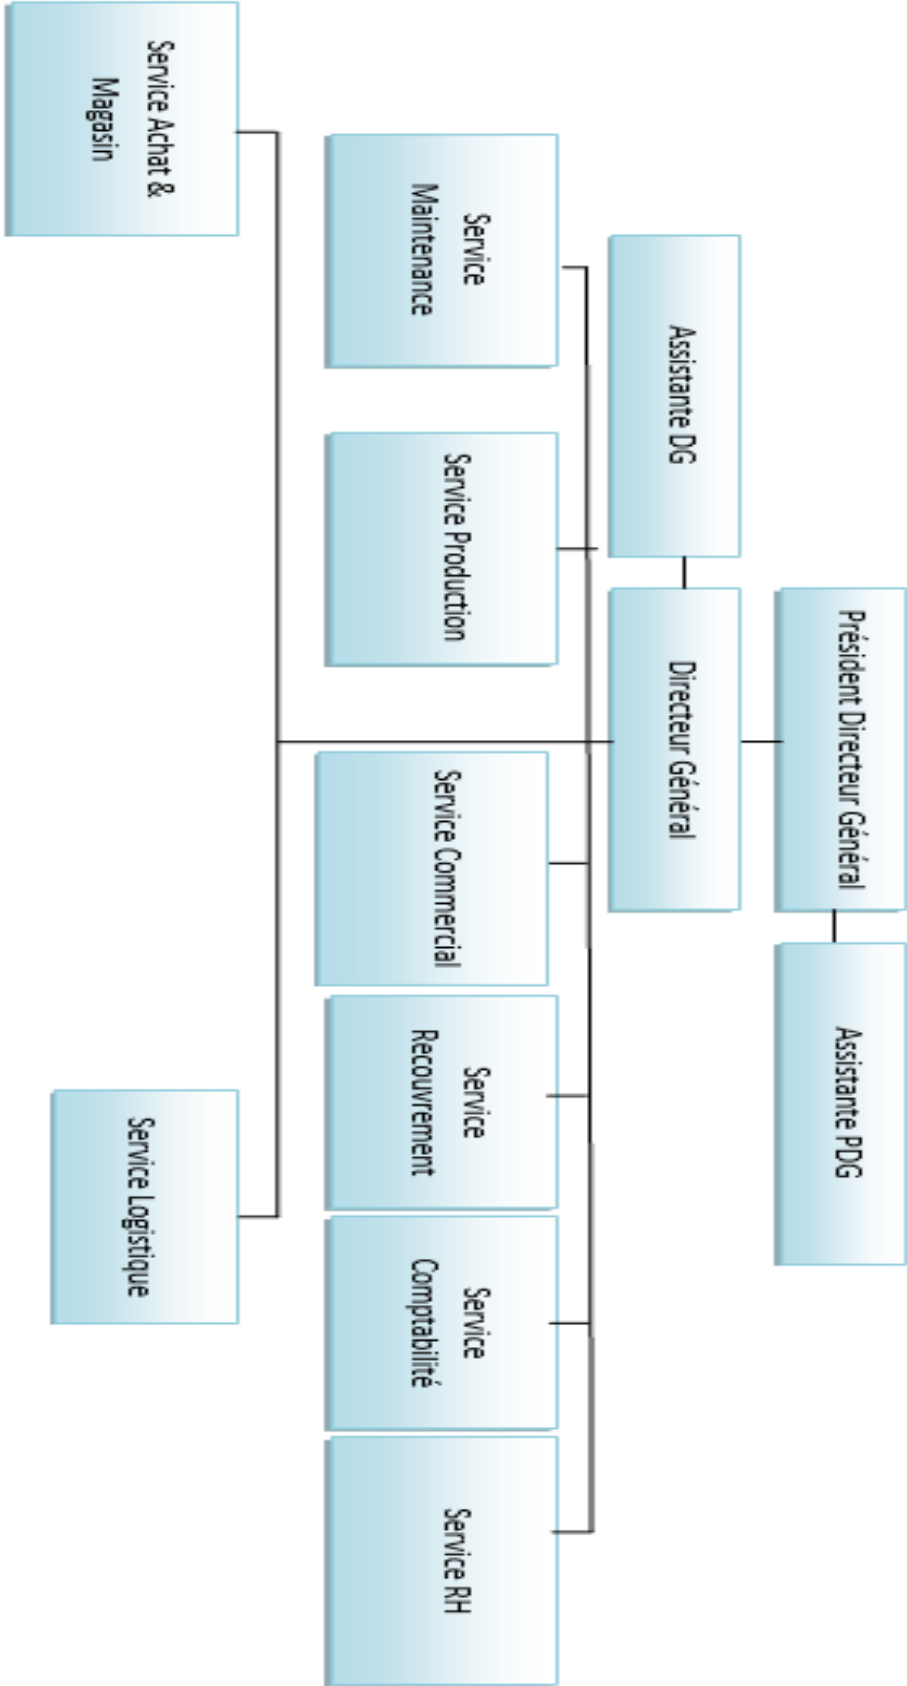 Président Directeur Général
Assistante PDG
Assistante DG
Directeur Général
Service
Maintenance
Service Production
Service Commercial
Service
Recouvrement
Service
Comptabilité
Service RH
Service Achat &
Magasin
Service Logistique